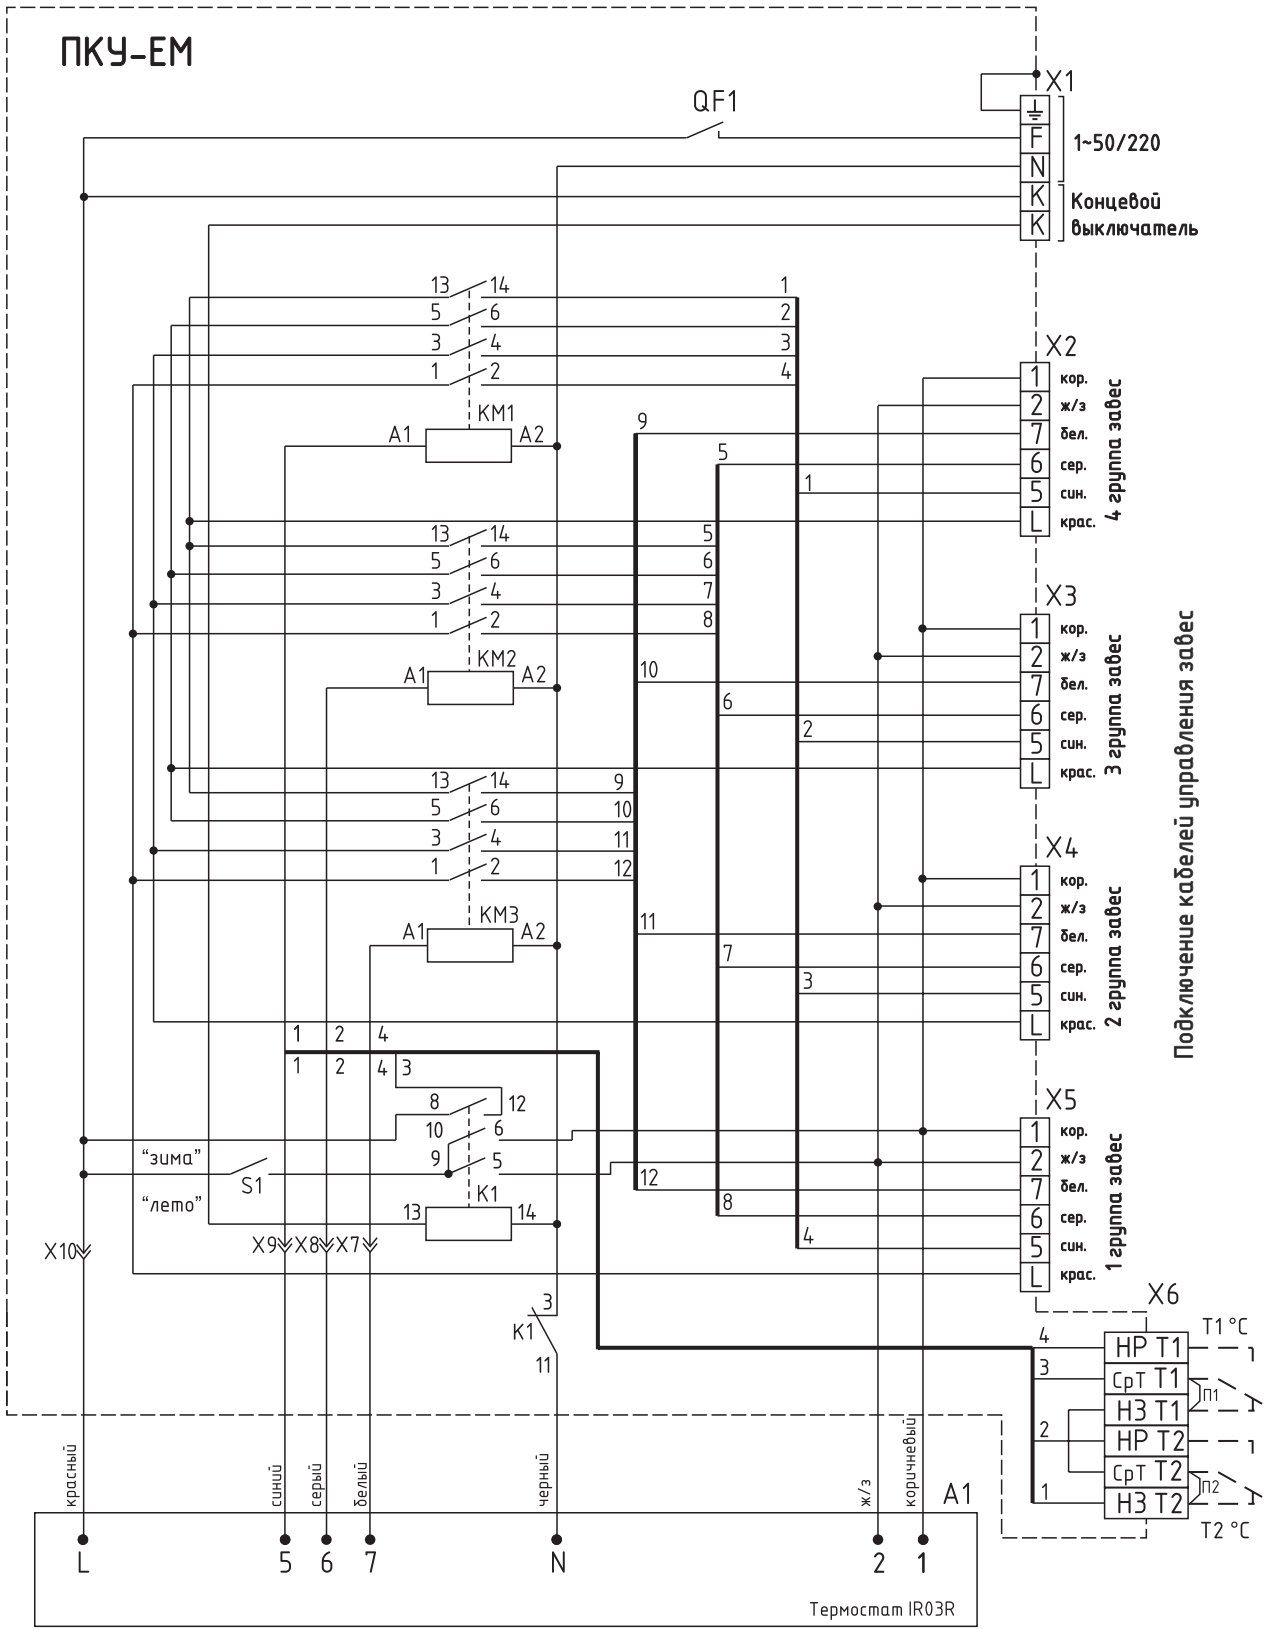 ПКУ-ЕМ
X1
QF1
F
N
K
K
1~50/220
Концевой
выключатель
13 14 1
5 6 2
3 4 3
1 2 4
KM1
A1 A2
X2
1 кор.
2 ж/з
7 бел.
6 сер.
5 син.
L крас.
4 группа завес
9
5
1
13 14 5
5 6 6
3 4 7
1 2 8
KM2
A1 A2
X3
1 кор.
2 ж/з
7 бел.
6 сер.
5 син.
L крас.
3 группа завес
10
6
2
13 14 9
5 6 10
3 4 11
1 2 12
KM3
A1 A2
X4
1 кор.
2 ж/з
7 бел.
6 сер.
5 син.
L крас.
2 группа завес
11
7
3
Подключение кабелей управления завес
1 2 4
1 2 4 3
8 12
10 6
9 5
"зима"
S1
"лето"
K1
13 14
X5
1 кор.
2 ж/з
7 бел.
6 сер.
5 син.
L крас.
1 группа завес
12
8
4
X10 X9 X8 X7
3
K1
11
X6
4 НР Т1
3 СрТ Т1
НЗ Т1
2 НР Т2
СрТ Т2
1 НЗ Т2
Т1 °C
П1
П2
Т2 °C
красный
синий
серый
белый
черный
ж/з
коричневый
A1
L 5 6 7 N 2 1
Термостат IR03R